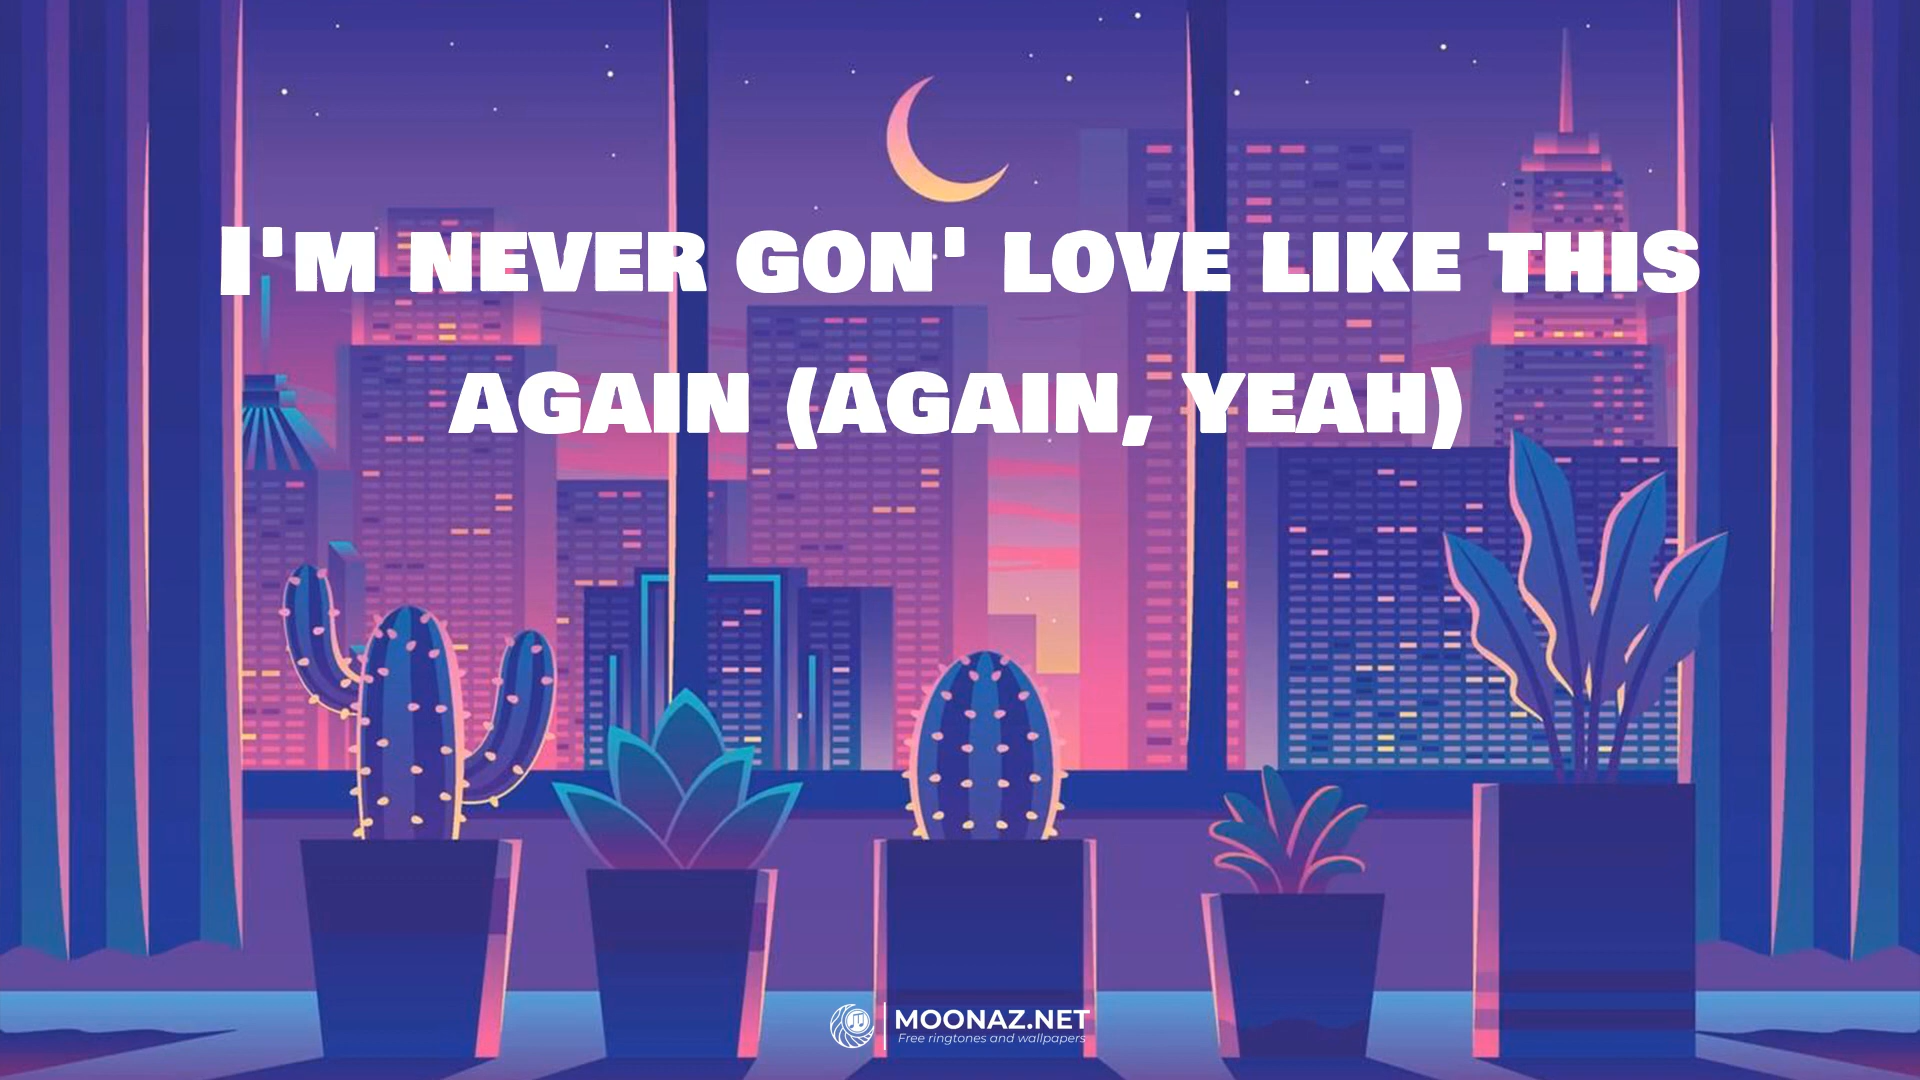 I'M NEVER GON' LOVE LIKE THIS
AGAIN (AGAIN, YEAH)
MOONAZ.NET
Free ringtones and wallpapers